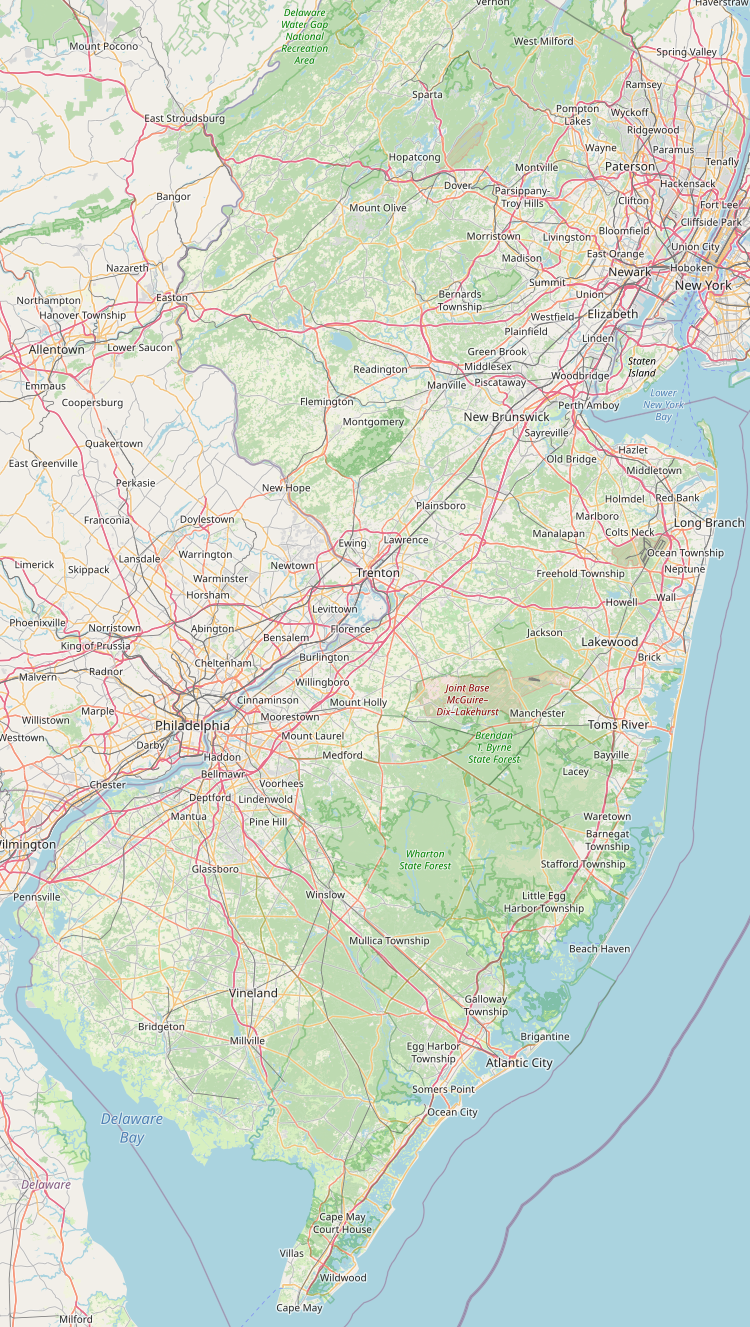 Vernon
Haverstraw
Delaware
Water Gap
National
Recreation
Area
Mount Pocono
West Milford
Spring Valley
Ramsey
Sparta
Pompton
Lakes
Wyckoff
East Stroudsburg
Ridgewood
Wayne
Paramus
Hopatcong
Montville
Paterson
Tenafly
Dover
Parsippany-
Troy Hills
Hackensack
Bangor
Clifton
Fort Lee
Mount Olive
Cliffside Park
Morristown
Livingston
Bloomfield
Union City
Madison
East Orange
Nazareth
Newark
Hoboken
Summit
New York
Northampton
Easton
Bernards
Township
Union
Hanover Township
Westfield
Elizabeth
Plainfield
Linden
Allentown
Lower Saucon
Green Brook
Staten
Island
Readington
Middlesex
Emmaus
Manville
Piscataway
Woodbridge
Coopersburg
Flemington
Perth Amboy
Lower
New York
Bay
Montgomery
New Brunswick
Sayreville
Quakertown
Hazlet
East Greenville
Old Bridge
Middletown
Perkasie
New Hope
Holmdel
Red Bank
Plainsboro
Franconia
Doylestown
Marlboro
Long Branch
Manalapan
Colts Neck
Ewing
Lawrence
Lansdale
Warrington
Ocean Township
Limerick
Skippack
Newtown
Trenton
Freehold Township
Neptune
Warminster
Horsham
Howell
Wall
Levittown
Phoenixville
Norristown
Abington
Florence
Jackson
Bensalem
Lakewood
King of Prussia
Cheltenham
Burlington
Brick
Malvern
Radnor
Willingboro
Joint Base
McGuire–
Dix–Lakehurst
Cinnaminson
Mount Holly
Marple
Manchester
Willistown
Moorestown
Philadelphia
Toms River
Westtown
Mount Laurel
Brendan
T. Byrne
State Forest
Darby
Haddon
Medford
Bayville
Bellmawr
Lacey
Chester
Voorhees
Deptford
Lindenwold
Mantua
Pine Hill
Waretown
Wilmington
Barnegat
Township
Wharton
State Forest
Stafford Township
Glassboro
Pennsville
Winslow
Little Egg
Harbor Township
Mullica Township
Beach Haven
Vineland
Galloway
Township
Bridgeton
Millville
Brigantine
Egg Harbor
Township
Atlantic City
Somers Point
Ocean City
Delaware
Bay
Delaware
Cape May
Court House
Villas
Wildwood
Cape May
Milford